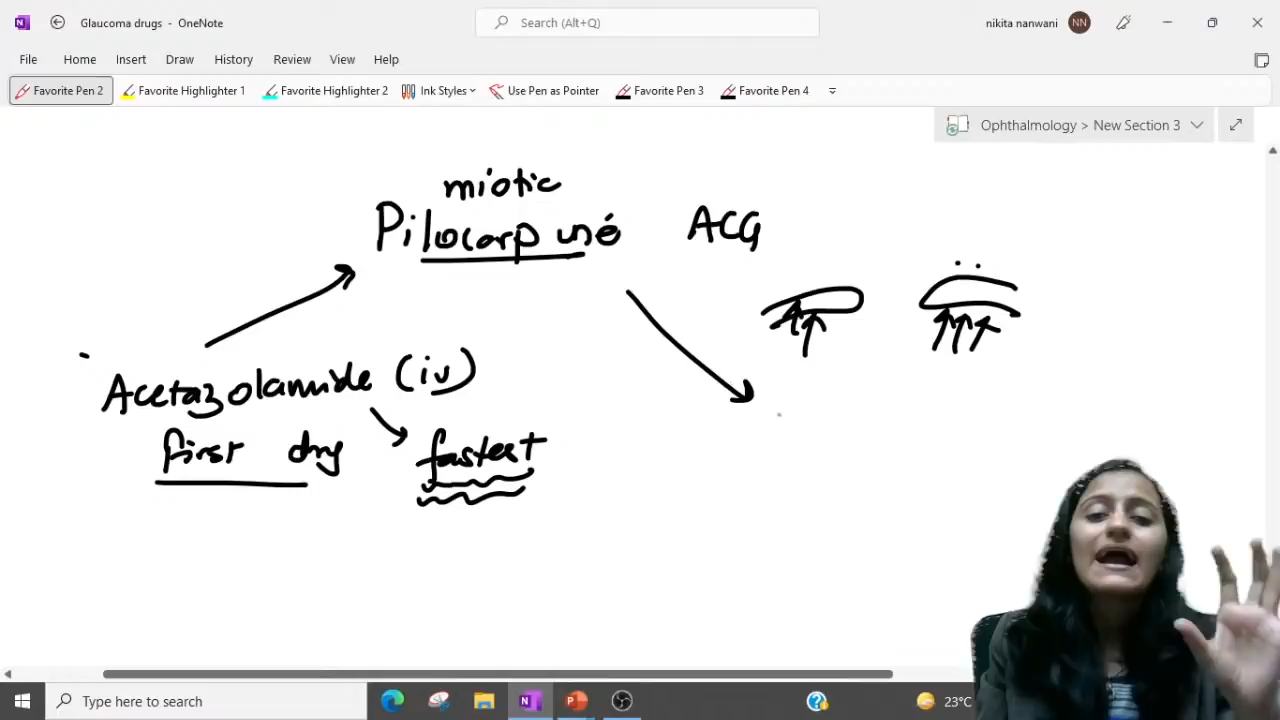 Glaucoma drugs - OneNote
Search (Alt+Q)
nikita nanwani NN
File Home Insert Draw History Review View Help
Favorite Pen 2 Favorite Highlighter 1 Favorite Highlighter 2 Ink Styles Use Pen as Pointer Favorite Pen 3 Favorite Pen 4
Ophthalmology > New Section 3
miotic
Pilocarpine ACG
Acetazolamide (iv)
first drug fastest
Type here to search
23°C